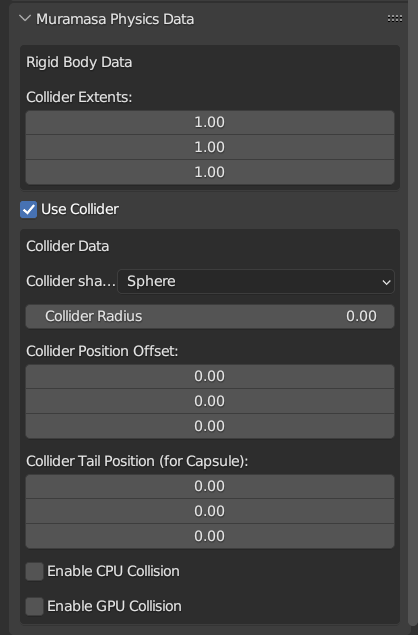 Muramasa Physics Data
Rigid Body Data
Collider Extents:
1.00
1.00
1.00
Use Collider
Collider Data
Collider sha... Sphere
Collider Radius 0.00
Collider Position Offset:
0.00
0.00
0.00
Collider Tail Position (for Capsule):
0.00
0.00
0.00
Enable CPU Collision
Enable GPU Collision